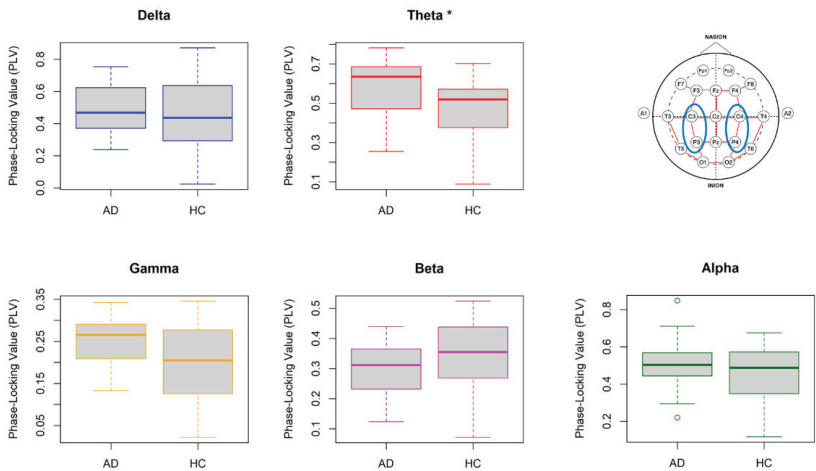 Delta
Phase-Locking Value (PLV)
0.8
0.6
0.4
0.2
0.0
AD HC
Theta *
Phase-Locking Value (PLV)
0.7
0.5
0.3
0.1
AD HC
NASION
Fp1 Fp2
F7 F3 Fz F4 F8
A1 T3 C3 Cz C4 T4 A2
T5 P3 Pz P4 T6
O1 O2
INION
Gamma
Phase-Locking Value (PLV)
0.35
0.25
0.15
0.05
AD HC
Beta
Phase-Locking Value (PLV)
0.5
0.4
0.3
0.2
0.1
AD HC
Alpha
Phase-Locking Value (PLV)
0.8
0.6
0.4
0.2
AD HC